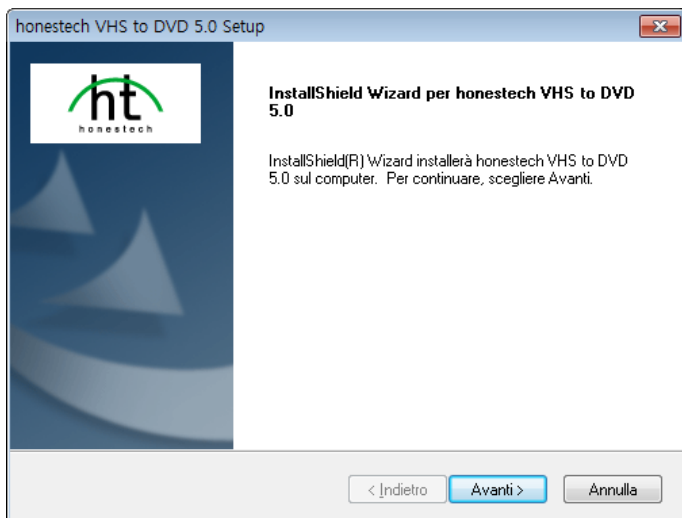 honestech VHS to DVD 5.0 Setup
ht
honestech
InstallShield Wizard per honestech VHS to DVD
5.0
InstallShield(R) Wizard installerà honestech VHS to DVD
5.0 sul computer.  Per continuare, scegliere Avanti.
< Indietro
Avanti >
Annulla